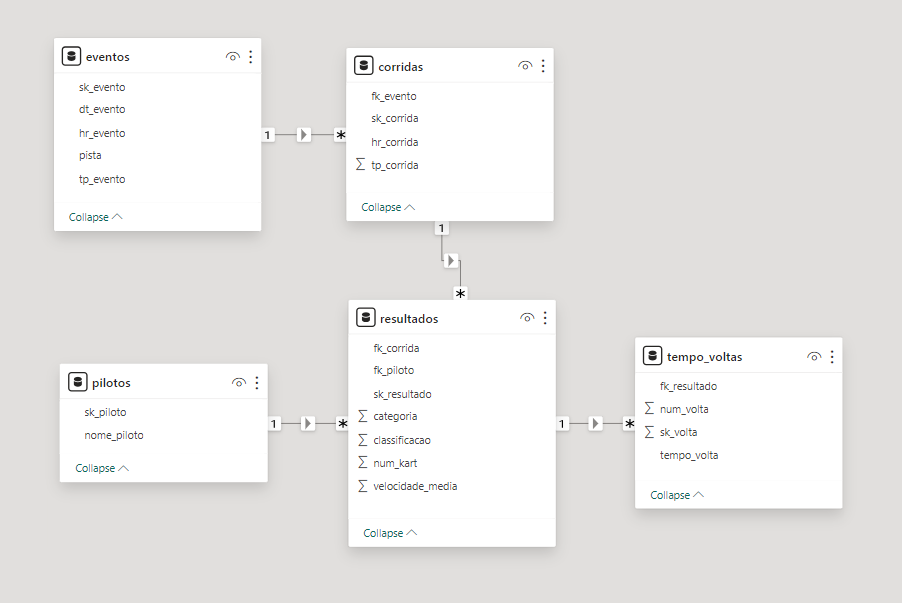 eventos
sk_evento
dt_evento
hr_evento
pista
tp_evento
Collapse
1
*
corridas
fk_evento
sk_corrida
hr_corrida
Σ tp_corrida
Collapse
1
*
resultados
fk_corrida
fk_piloto
sk_resultado
Σ categoria
Σ classificacao
Σ num_kart
Σ velocidade_media
Collapse
pilotos
sk_piloto
nome_piloto
Collapse
1
*
1
*
tempo_voltas
fk_resultado
Σ num_volta
Σ sk_volta
tempo_volta
Collapse